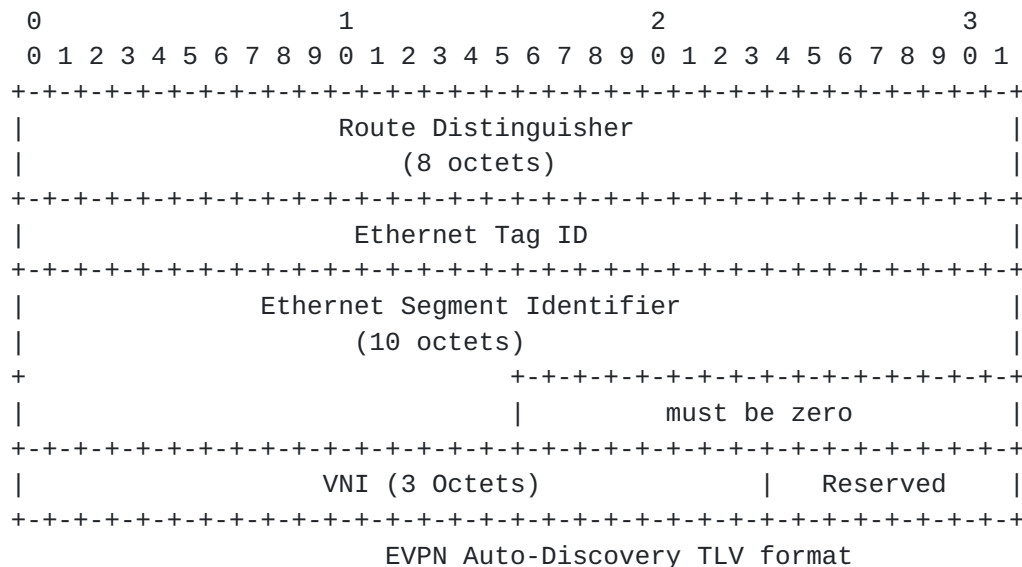 0                   1                   2                   3
 0 1 2 3 4 5 6 7 8 9 0 1 2 3 4 5 6 7 8 9 0 1 2 3 4 5 6 7 8 9 0 1
+-+-+-+-+-+-+-+-+-+-+-+-+-+-+-+-+-+-+-+-+-+-+-+-+-+-+-+-+-+-+-+-+
|                    Route Distinguisher                        |
|                        (8 octets)                             |
+-+-+-+-+-+-+-+-+-+-+-+-+-+-+-+-+-+-+-+-+-+-+-+-+-+-+-+-+-+-+-+-+
|                     Ethernet Tag ID                           |
+-+-+-+-+-+-+-+-+-+-+-+-+-+-+-+-+-+-+-+-+-+-+-+-+-+-+-+-+-+-+-+-+
|               Ethernet Segment Identifier                     |
|                     (10 octets)                               |
+                               +-+-+-+-+-+-+-+-+-+-+-+-+-+-+-+-+
|                               |         must be zero          |
+-+-+-+-+-+-+-+-+-+-+-+-+-+-+-+-+-+-+-+-+-+-+-+-+-+-+-+-+-+-+-+-+
|                   VNI (3 Octets)              |   Reserved    |
+-+-+-+-+-+-+-+-+-+-+-+-+-+-+-+-+-+-+-+-+-+-+-+-+-+-+-+-+-+-+-+-+
                       EVPN Auto-Discovery TLV format